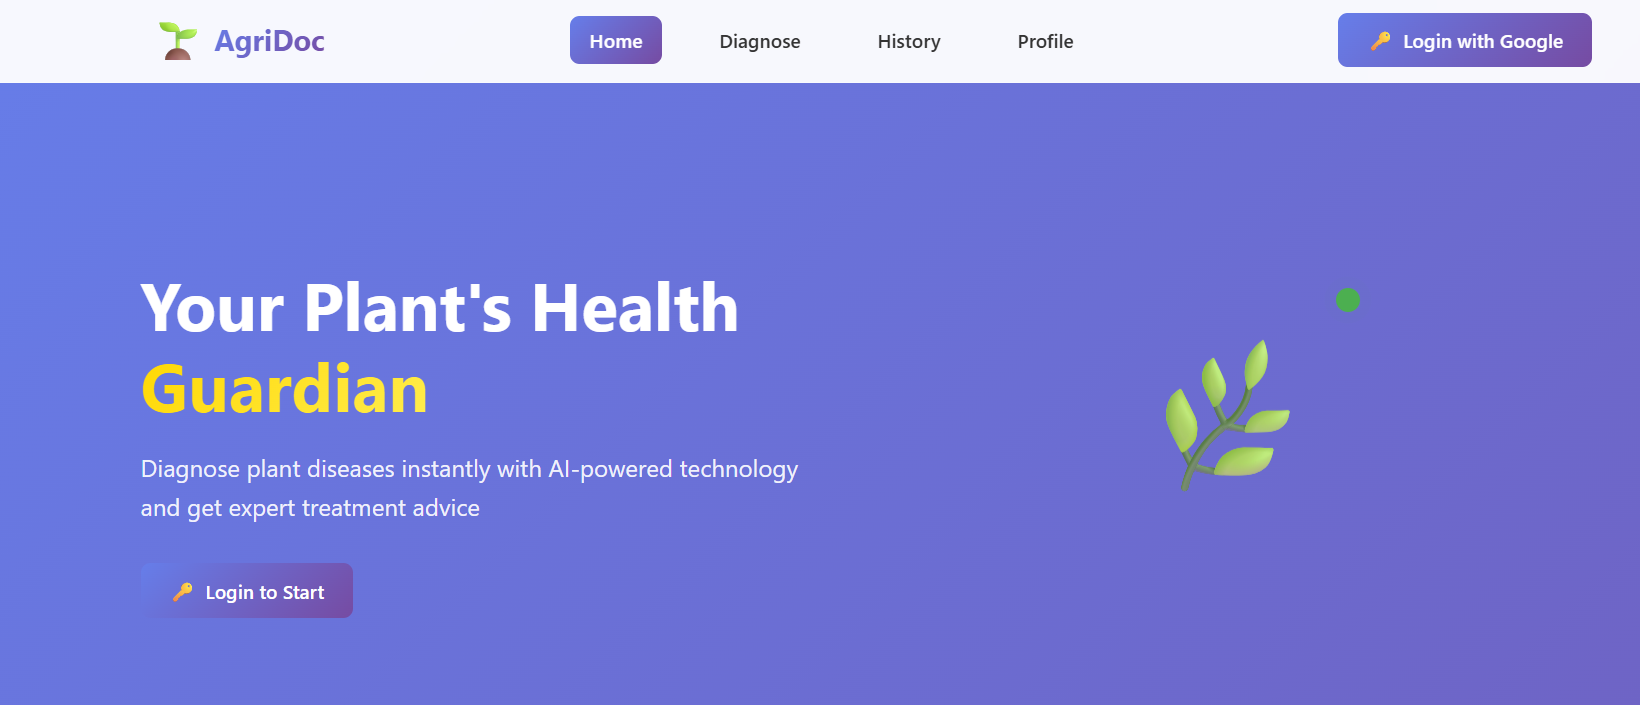 AgriDoc
Home
Diagnose
History
Profile
Login with Google
Your Plant's Health
Guardian
Diagnose plant diseases instantly with AI-powered technology
and get expert treatment advice
Login to Start